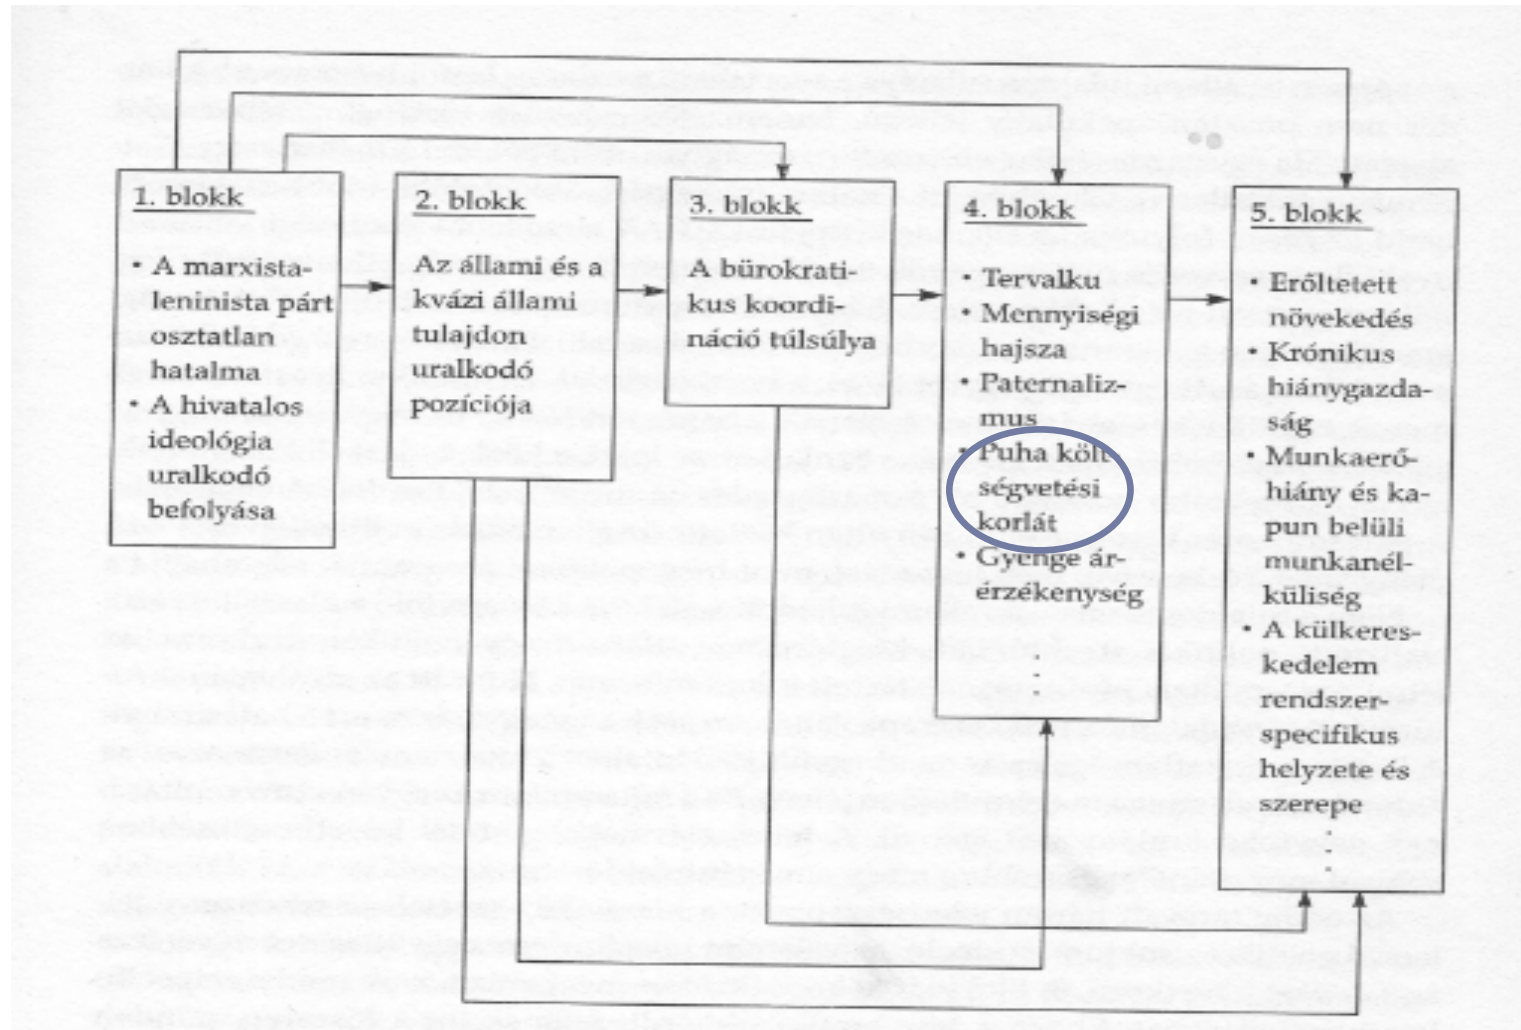 1. blokk
• A marxista-
leninista párt
osztatlan
hatalma
• A hivatalos
ideológia
uralkodó
befolyása
2. blokk
Az állami és a
kvázi állami
tulajdon
uralkodó
pozíciója
3. blokk
A bürokrati-
kus koordi-
náció túlsúlya
4. blokk
• Tervalku
• Mennyiségi
hajsza
• Paternaliz-
mus
• Puha költ-
ségvetési
korlát
• Gyenge ár-
érzékenység
5. blokk
• Erőltetett
növekedés
• Krónikus
hiánygazda-
ság
• Munkaerő-
hiány és ka-
pun belüli
munkanél-
küliség
• A külkeres-
kedelem
rendszer-
specifikus
helyzete és
szerepe